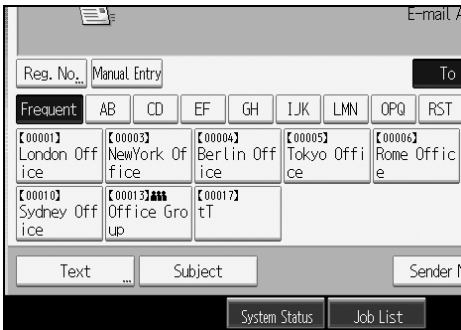 E-mail A
Reg. No. Manual Entry To
Frequent AB CD EF GH IJK LMN OPQ RST
【00001】 【00003】 【00004】 【00005】 【00006】
London Off NewYork Of Berlin Off Tokyo Offi Rome Offic
ice ffice ice ce e
【00010】 【00013】 【00017】
Sydney Off Office Gro tT
ice up
Text Subject Sender N
System Status Job List